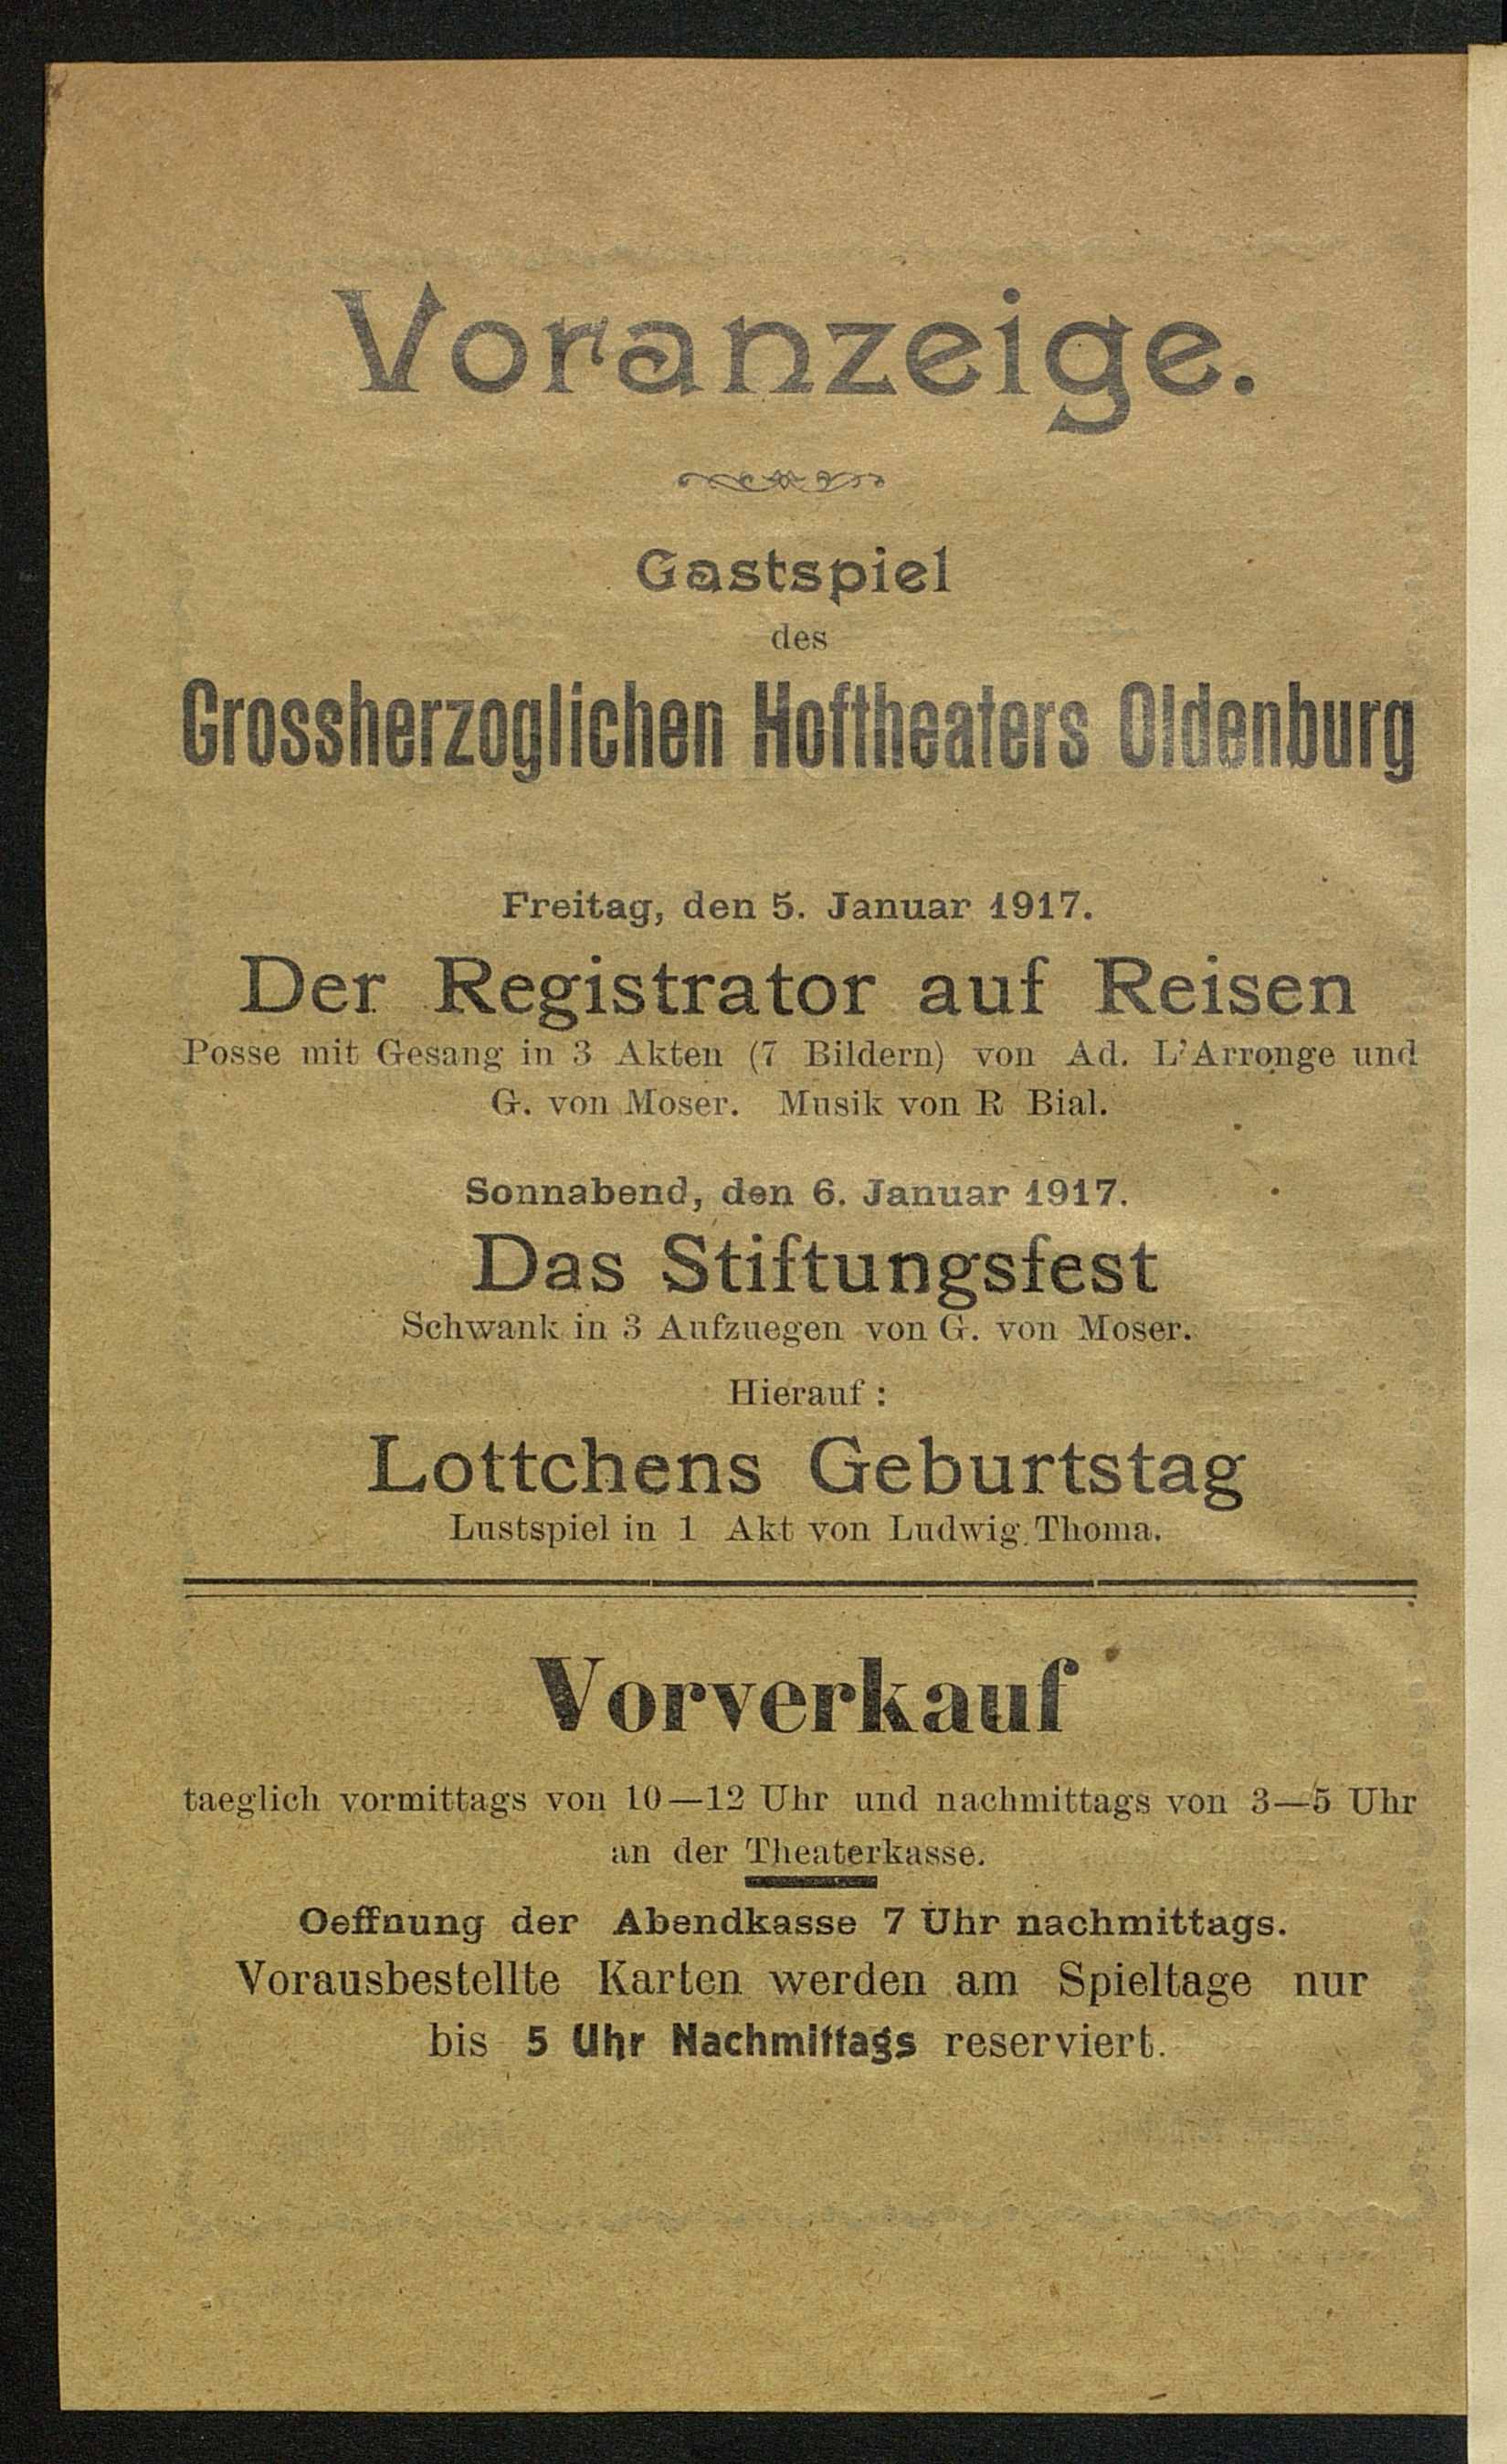 Voranzeige.
Gastspiel
des
Grossherzoglichen Hoftheaters Oldenburg
Freitag, den 5. Januar 1917.
Der Registrator auf Reisen
Posse mit Gesang in 3 Akten (7 Bildern) von Ad. L'Arronge und
G. von Moser. Musik von R Bial.
Sonnabend, den 6. Januar 1917.
Das Stiftungsfest
Schwank in 3 Aufzuegen von G. von Moser.
Hierauf :
Lottchens Geburtstag
Lustspiel in 1 Akt von Ludwig Thoma.
Vorverkauf
taeglich vormittags von 10—12 Uhr und nachmittags von 3—5 Uhr
an der Theaterkasse.
Oeffnung der Abendkasse 7 Uhr nachmittags.
Vorausbestellte Karten werden am Spieltage nur
bis 5 Uhr Nachmittags reserviert.